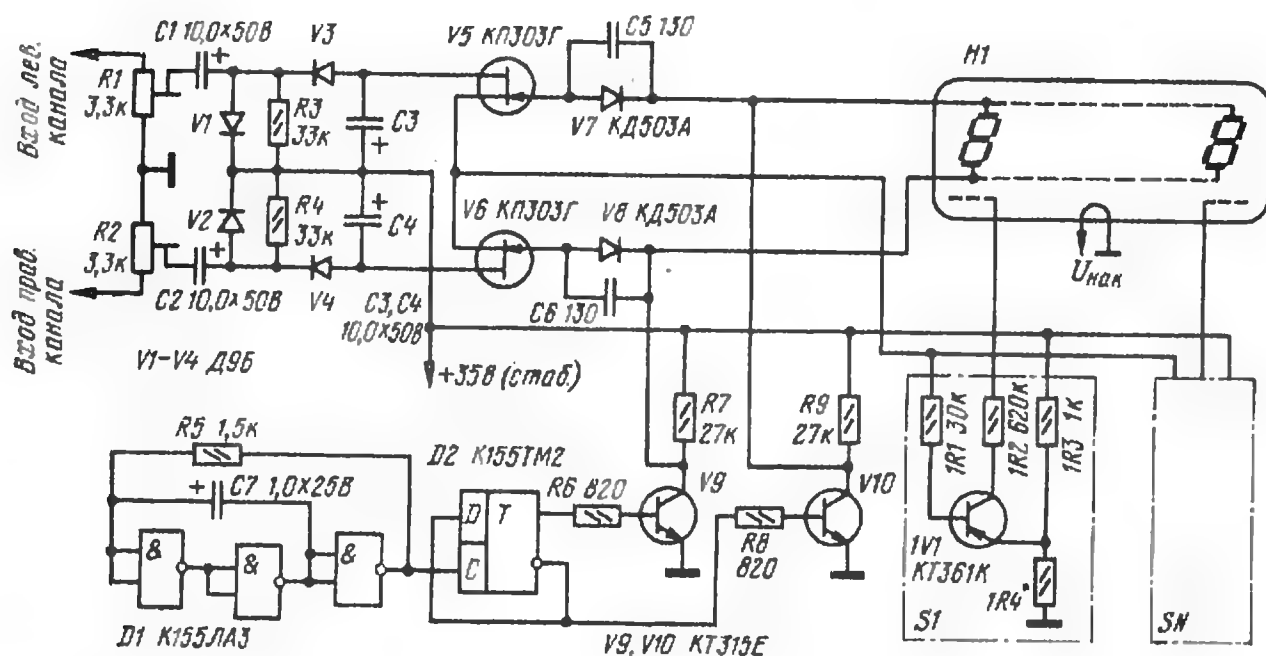 Вход лев.
канала
R1
3,3к
C1 10,0×50В
+
V1
V3
R3
33к
C3
+
V5 КП303Г
C5 130
V7 КД503А
H1
Вход прав.
канала
R2
3,3к
C2 10,0×50В
+
V2
R4
33к
V4
+
C4
C3, C4
10,0×50В
V6 КП303Г
V8 КД503А
C6 130
Uнак
V1–V4 Д9Б
+35В (стаб.)
R5 1,5к
+
C7 1,0×25В
&
&
&
D1 К155ЛА3
D2 К155ТМ2
D
T
C
R6 820
R7
27к
V9
R8
820
R9
27к
V10
V9, V10 КТ315Е
1R1 30к
1R2 620к
1R3 1к
1V1
КТ361К
1R4*
S1
SN